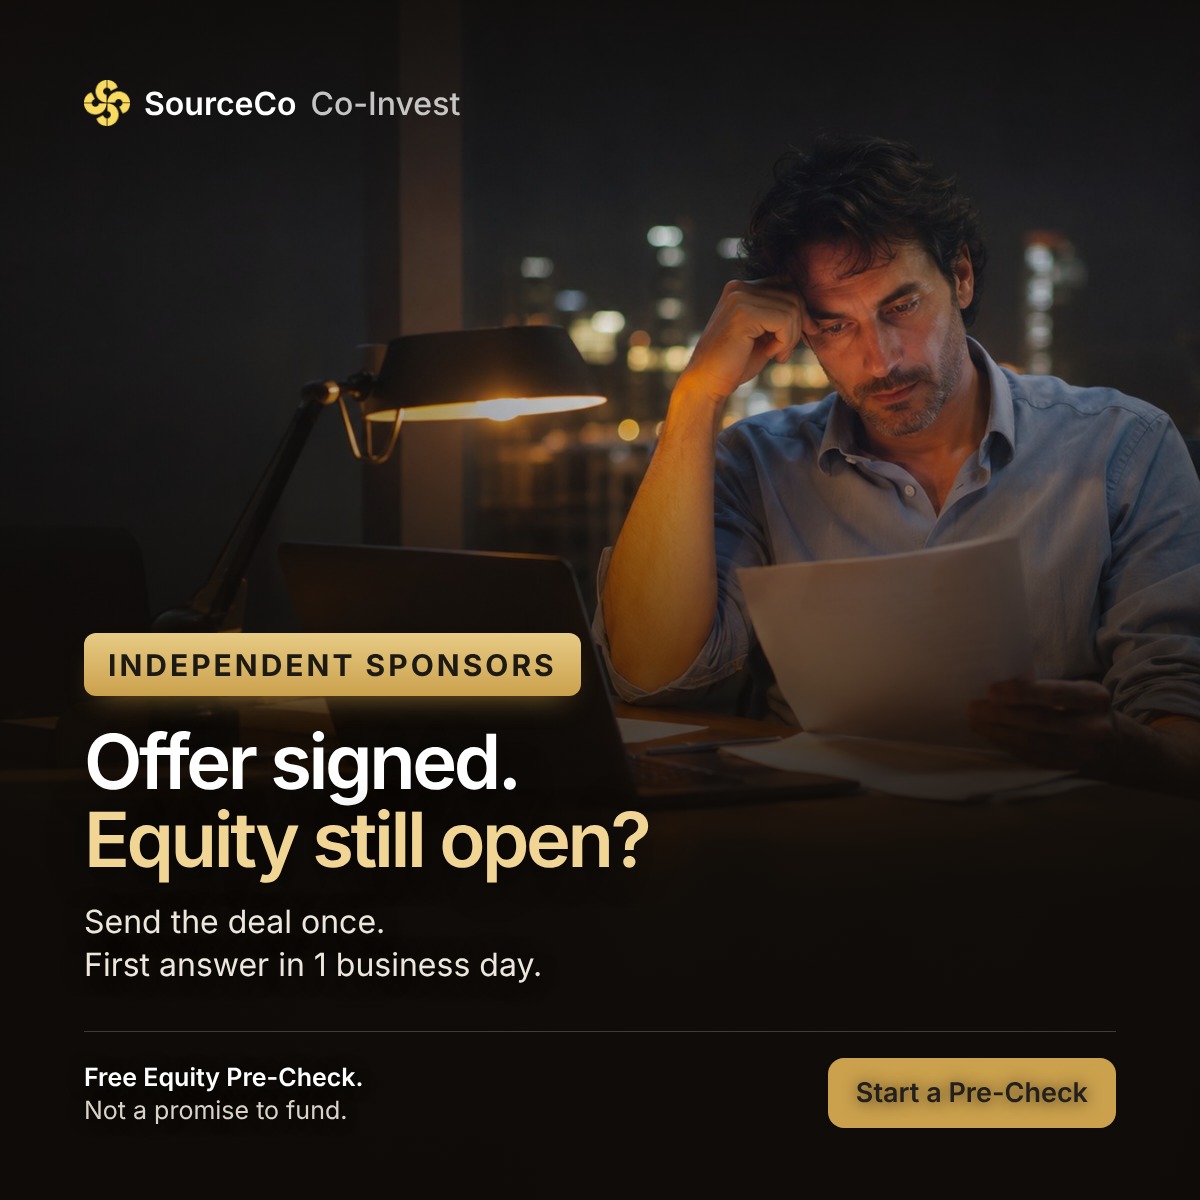 SourceCo Co-Invest
INDEPENDENT SPONSORS
Offer signed.
Equity still open?
Send the deal once.
First answer in 1 business day.
Free Equity Pre-Check.
Not a promise to fund.
Start a Pre-Check